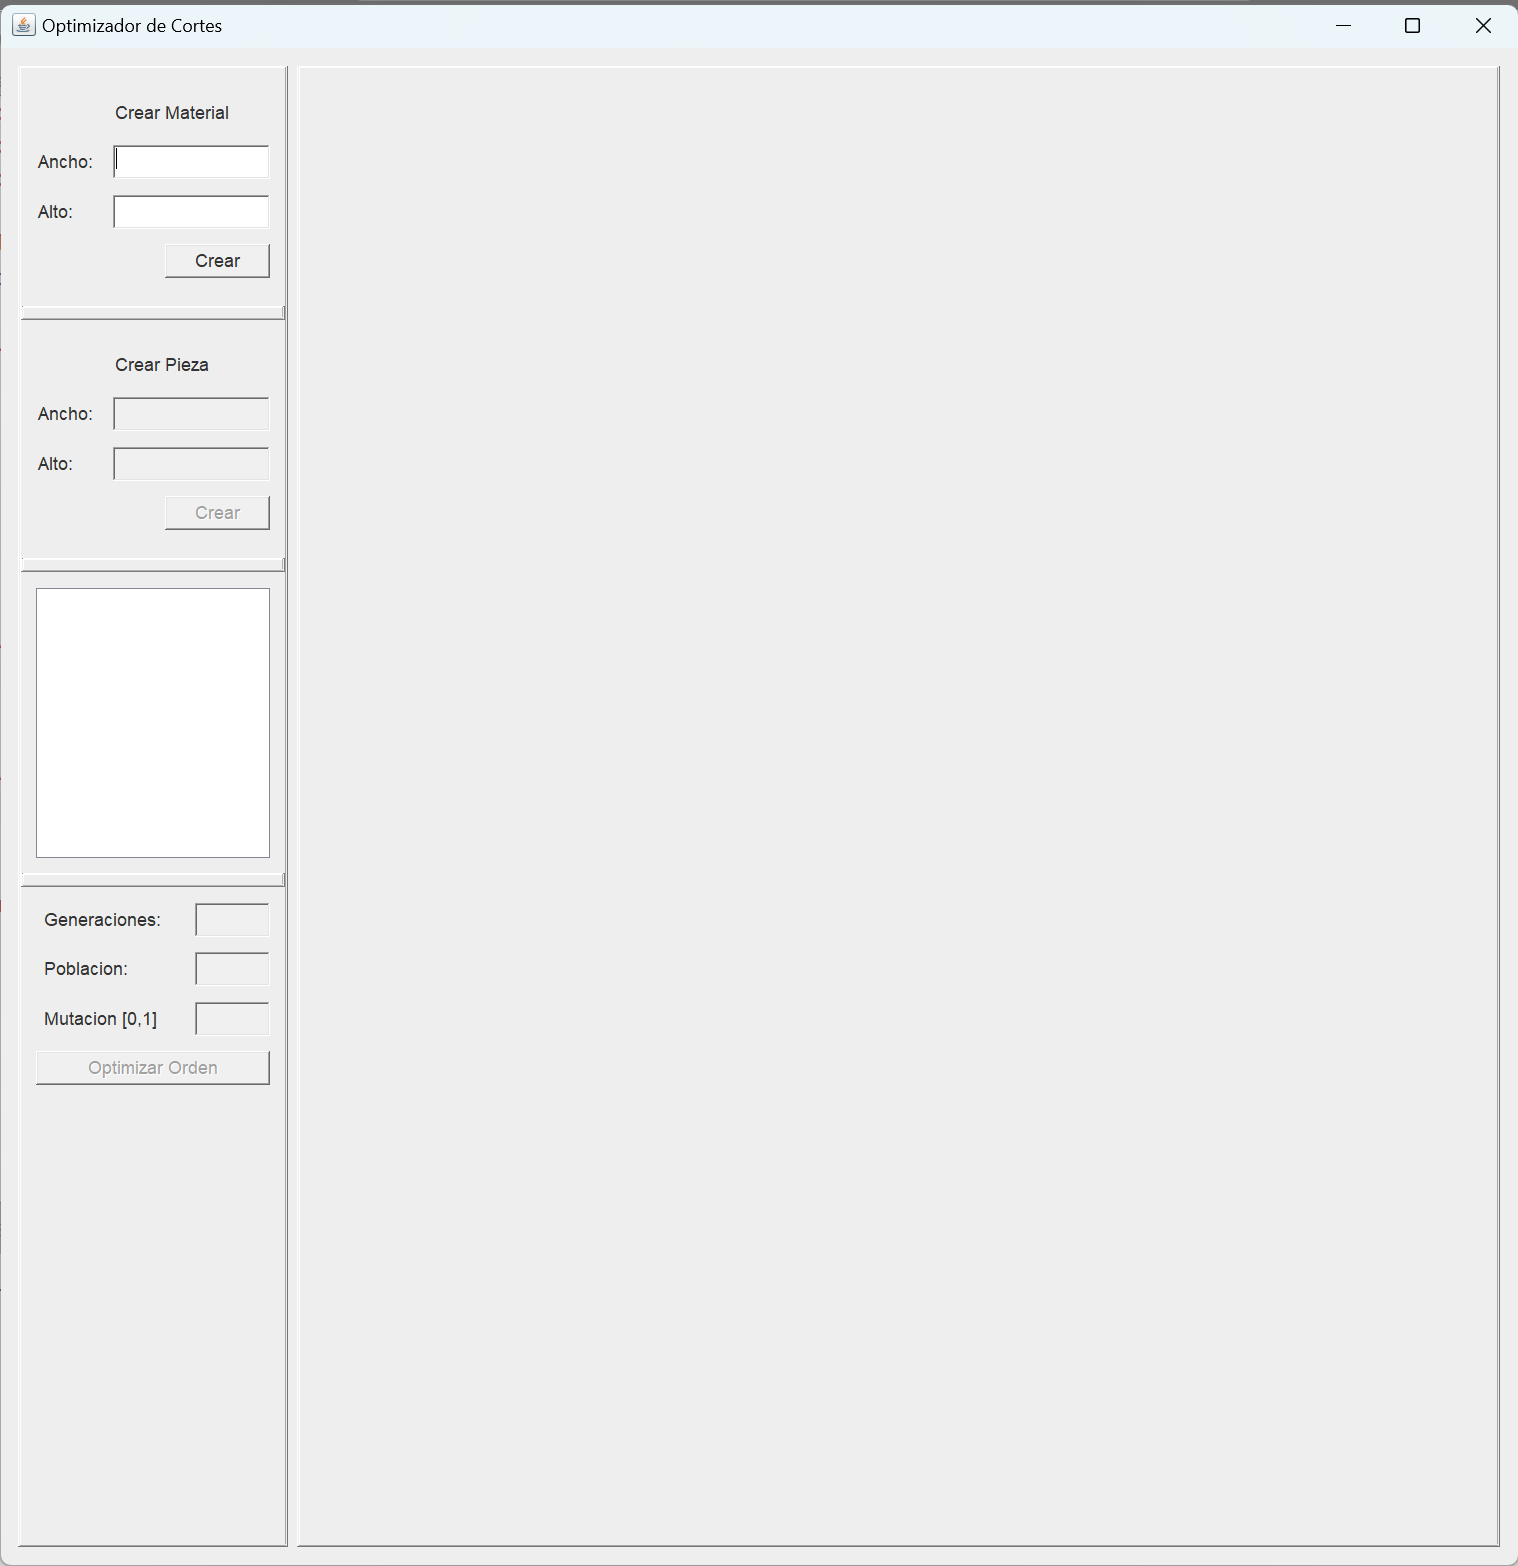 Optimizador de Cortes
Crear Material
Ancho:
Alto:
Crear
Crear Pieza
Ancho:
Alto:
Crear
Generaciones:
Poblacion:
Mutacion [0,1]
Optimizar Orden